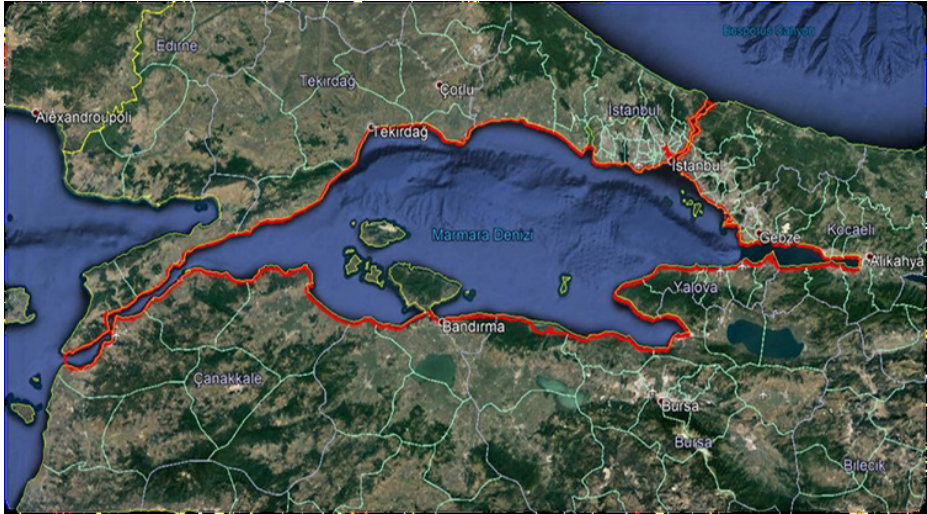 Bosporus Canyon
Edirne
Tekirdağ
Çorlu
İstanbul
Alexandroupoli
Tekirdağ
İstanbul
Marmara Denizi
Gebze
Kocaeli
Alikahya
Yalova
Bandırma
Çanakkale
Bursa
Bursa
Bilecik